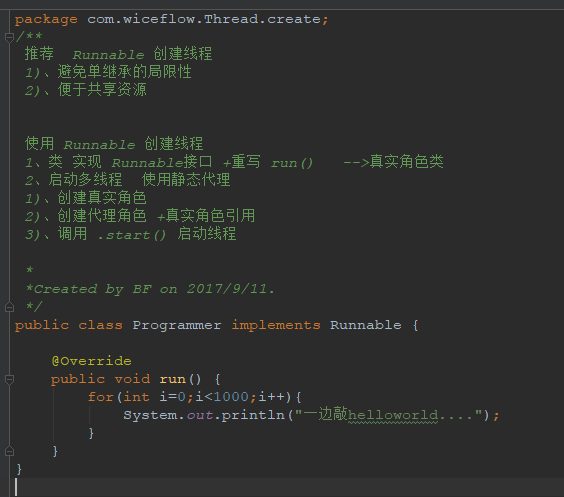 package com.wiceflow.Thread.create;
/**
推荐  Runnable 创建线程
1)、避免单继承的局限性
2)、便于共享资源
使用 Runnable 创建线程
1、类 实现 Runnable接口 +重写 run()   -->真实角色类
2、启动多线程  使用静态代理
1)、创建真实角色
2)、创建代理角色 +真实角色引用
3)、调用 .start() 启动线程
*
*Created by BF on 2017/9/11.
*/
public class Programmer implements Runnable {
@Override
public void run() {
for(int i=0;i<1000;i++){
System.out.println("一边敲helloworld....");
}
}
}